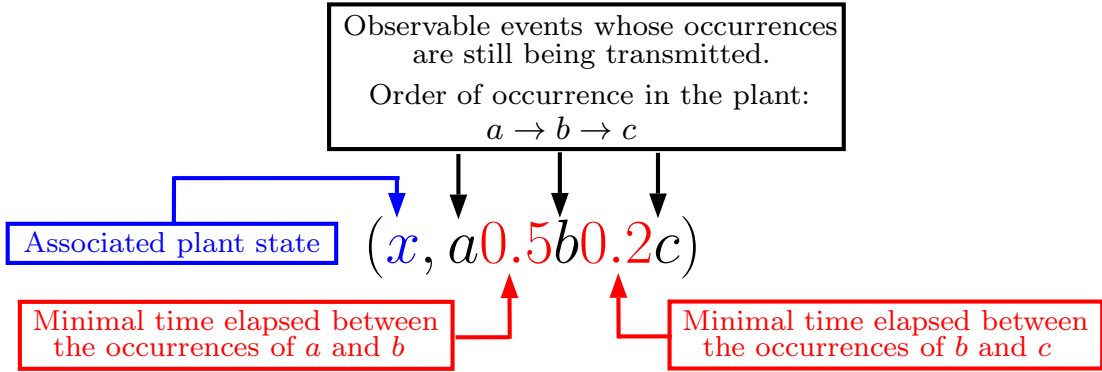 Observable events whose occurrences
are still being transmitted.
Order of occurrence in the plant:
a → b → c
Associated plant state
(x, a0.5b0.2c)
Minimal time elapsed between
the occurrences of a and b
Minimal time elapsed between
the occurrences of b and c